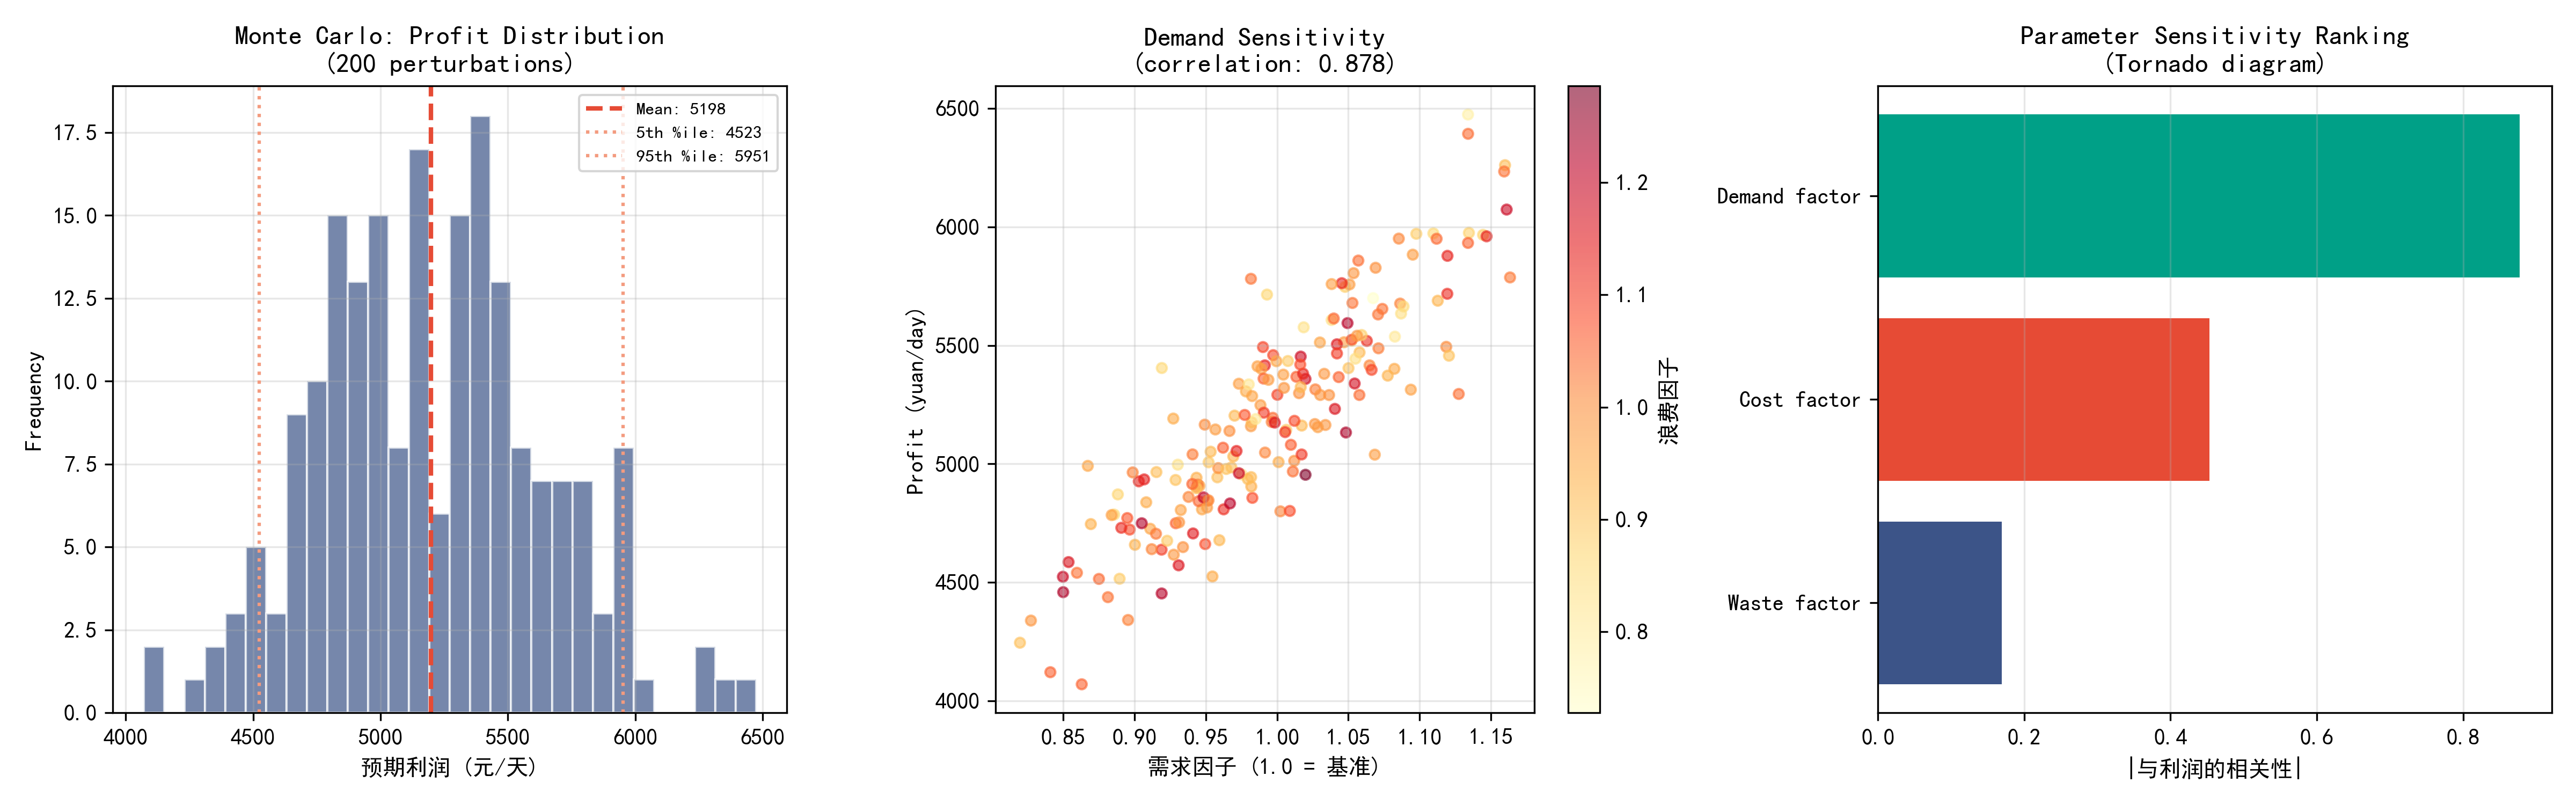 Monte Carlo: Profit Distribution
(200 perturbations)
Mean: 5198
5th %ile: 4523
95th %ile: 5951
Frequency
17.5
15.0
12.5
10.0
7.5
5.0
2.5
0.0
4000 4500 5000 5500 6000 6500
预期利润 (元/天)
Demand Sensitivity
(correlation: 0.878)
Profit (yuan/day)
6500
6000
5500
5000
4500
4000
0.85 0.90 0.95 1.00 1.05 1.10 1.15
需求因子 (1.0 = 基准)
1.2
1.1
1.0
0.9
0.8
浪费因子
Parameter Sensitivity Ranking
(Tornado diagram)
Demand factor
Cost factor
Waste factor
0.0 0.2 0.4 0.6 0.8
|与利润的相关性|